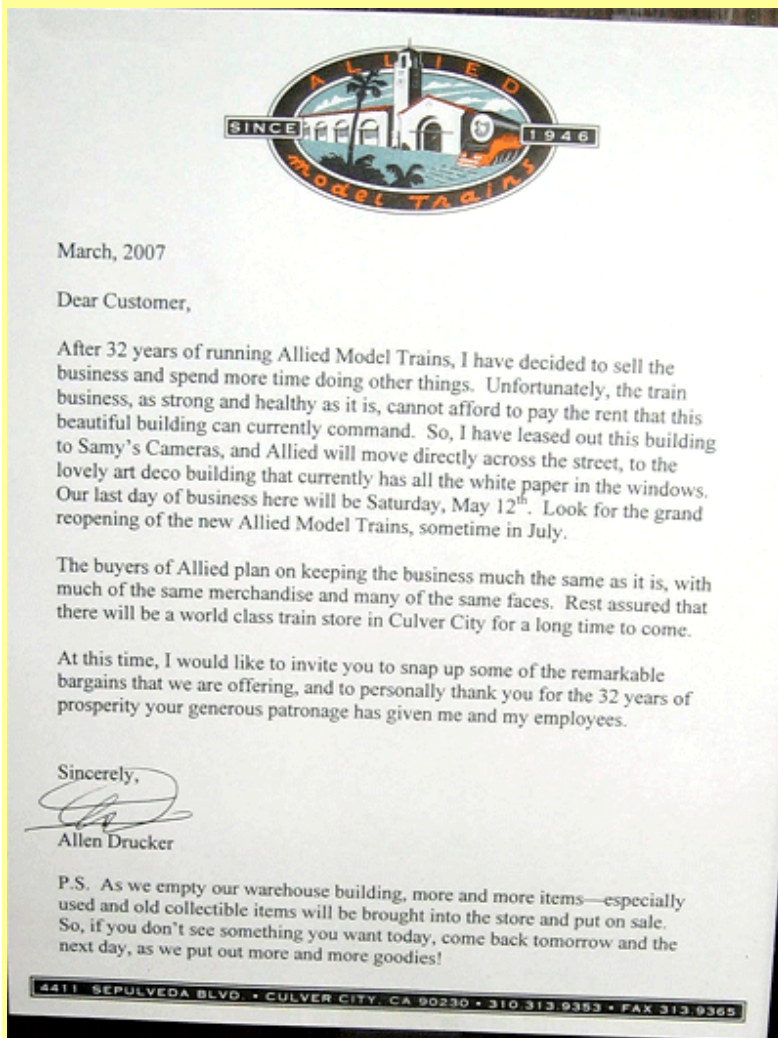 ALLIED
SINCE 1946
Model Trains
March, 2007
Dear Customer,
After 32 years of running Allied Model Trains, I have decided to sell the
business and spend more time doing other things. Unfortunately, the train
business, as strong and healthy as it is, cannot afford to pay the rent that this
beautiful building can currently command. So, I have leased out this building
to Samy's Cameras, and Allied will move directly across the street, to the
lovely art deco building that currently has all the white paper in the windows.
Our last day of business here will be Saturday, May 12th. Look for the grand
reopening of the new Allied Model Trains, sometime in July.
The buyers of Allied plan on keeping the business much the same as it is, with
much of the same merchandise and many of the same faces. Rest assured that
there will be a world class train store in Culver City for a long time to come.
At this time, I would like to invite you to snap up some of the remarkable
bargains that we are offering, and to personally thank you for the 32 years of
prosperity your generous patronage has given me and my employees.
Sincerely,
Allen Drucker
P.S. As we empty our warehouse building, more and more items—especially
used and old collectible items will be brought into the store and put on sale.
So, if you don't see something you want today, come back tomorrow and the
next day, as we put out more and more goodies!
4411 SEPULVEDA BLVD. • CULVER CITY, CA 90230 • 310.313.9353 • FAX 313.9365